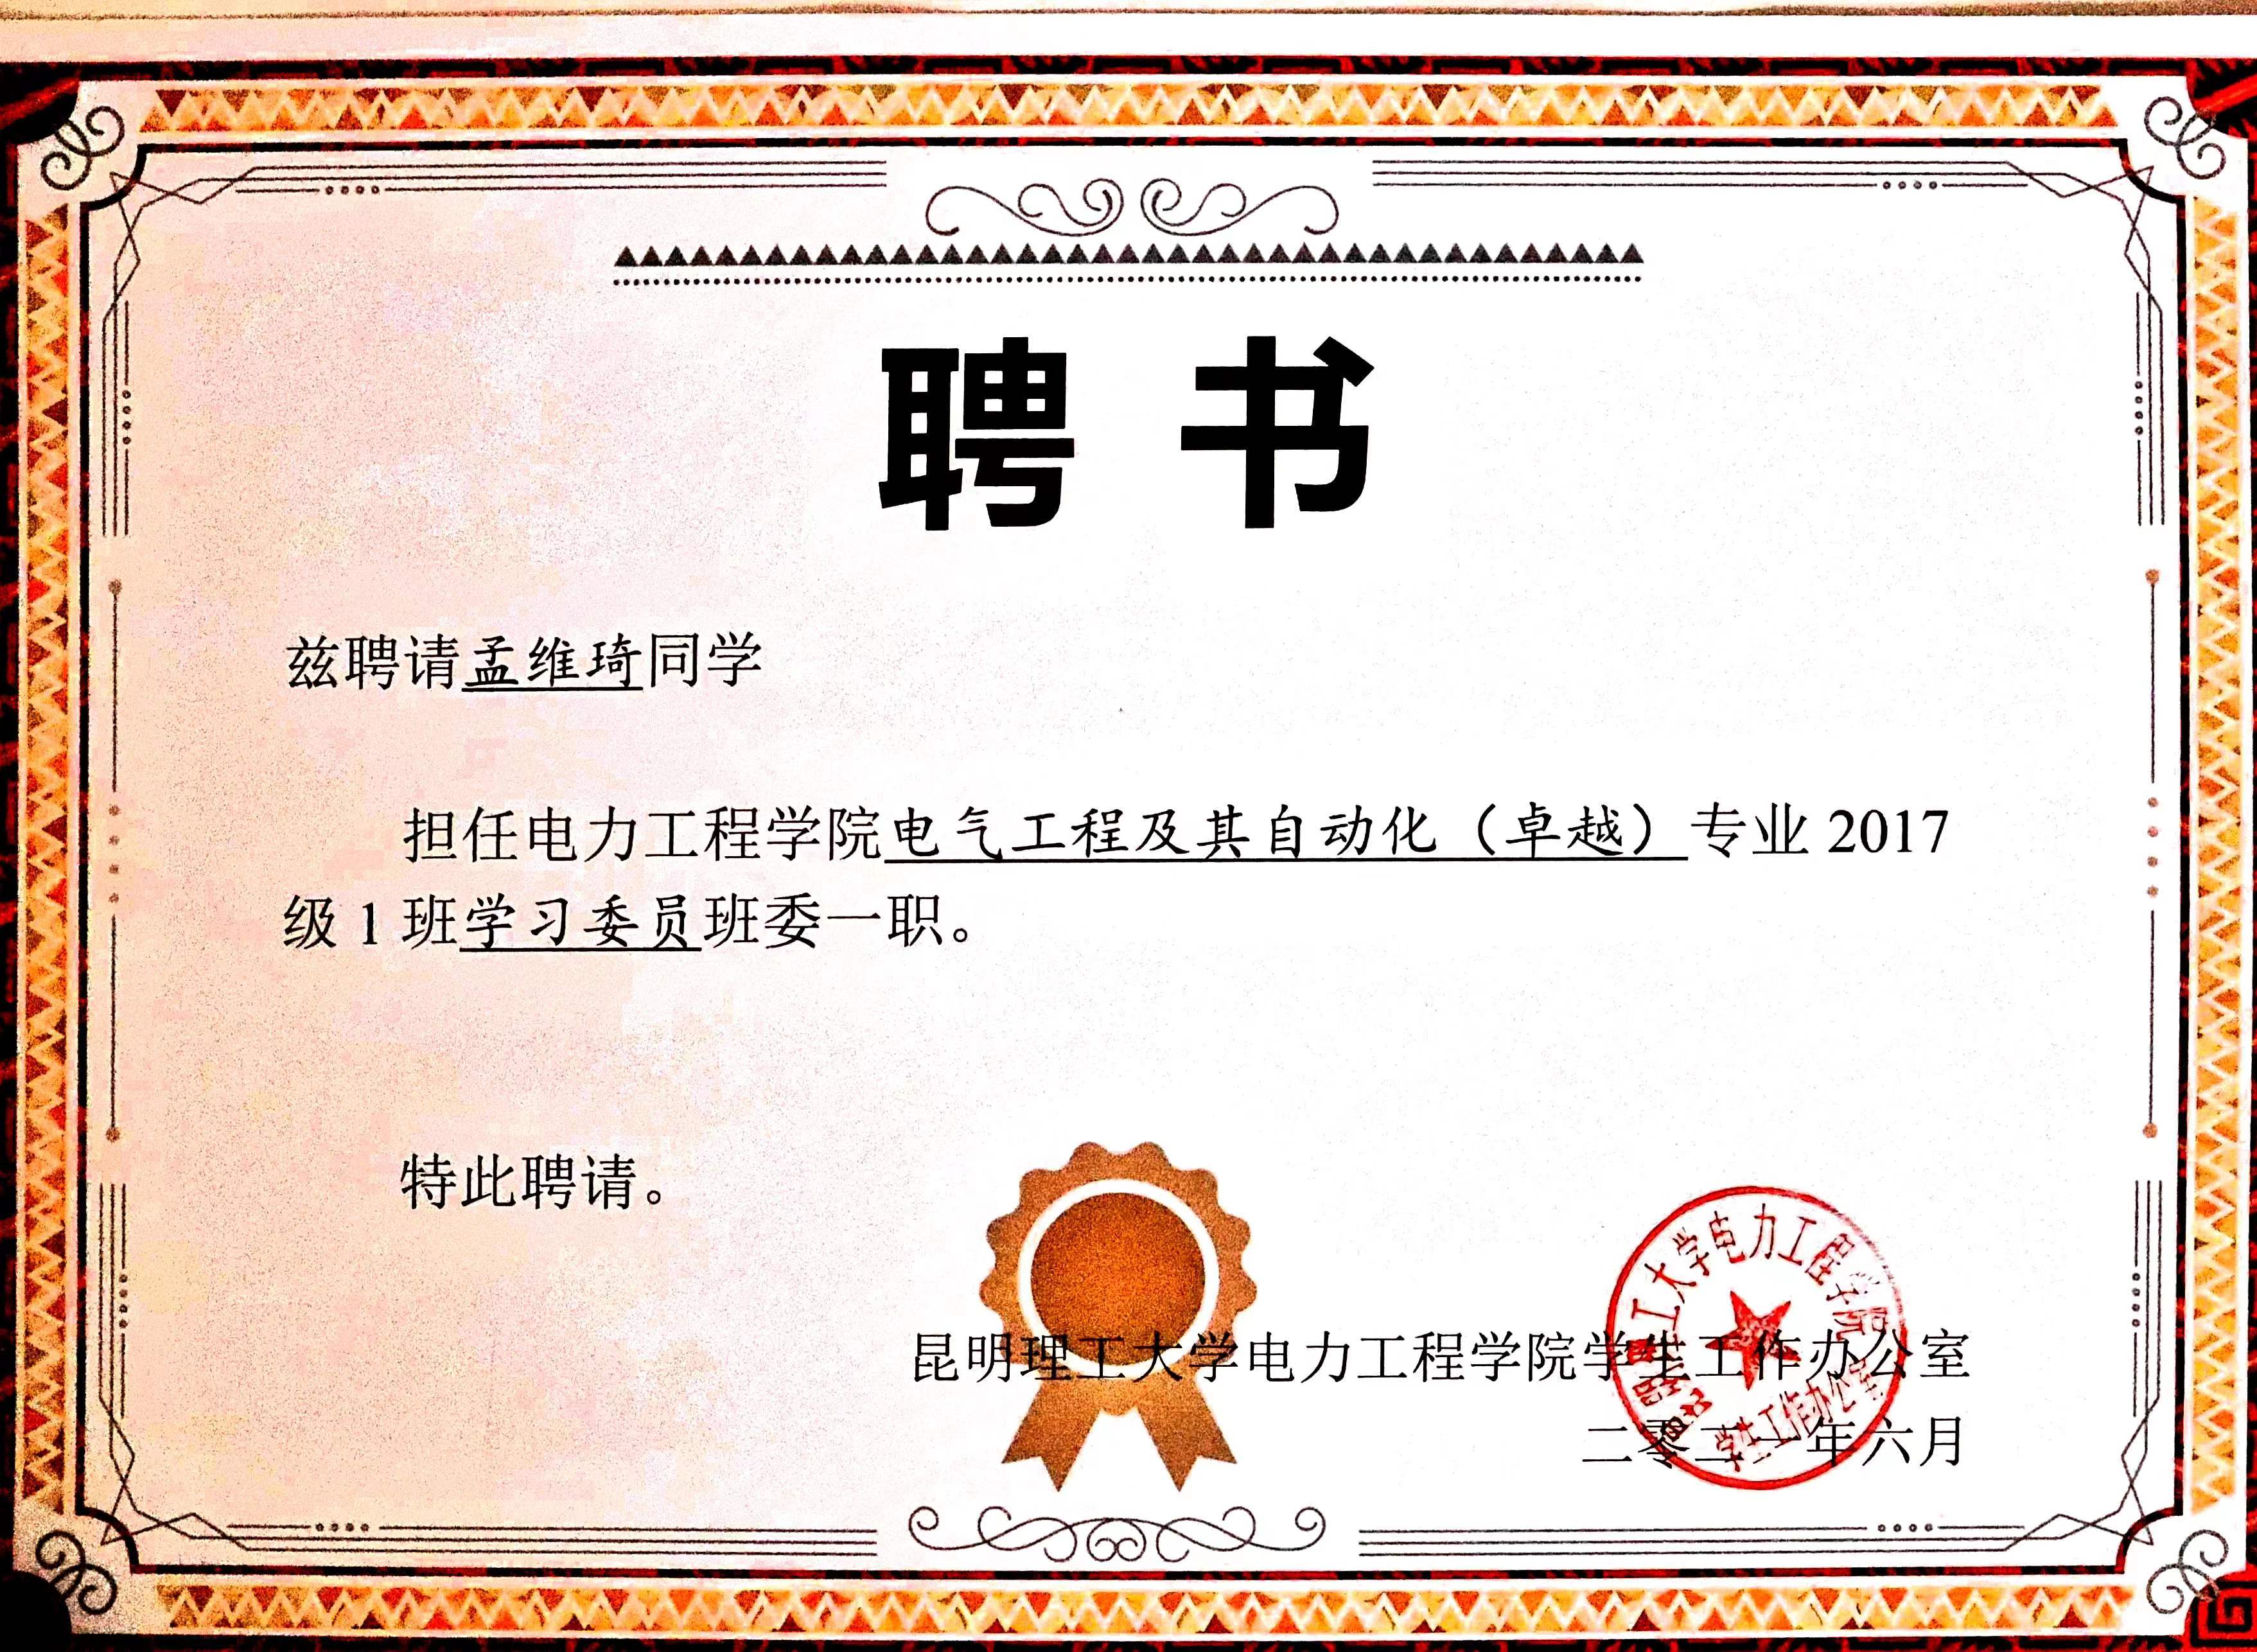 聘 书
兹聘请孟维琦同学
担任电力工程学院电气工程及其自动化（卓越）专业 2017
级 1 班学习委员班委一职。
特此聘请。
昆明理工大学电力工程学院
学生工作办公室
昆明理工大学电力工程学院学生工作办公室
二零二一年六月